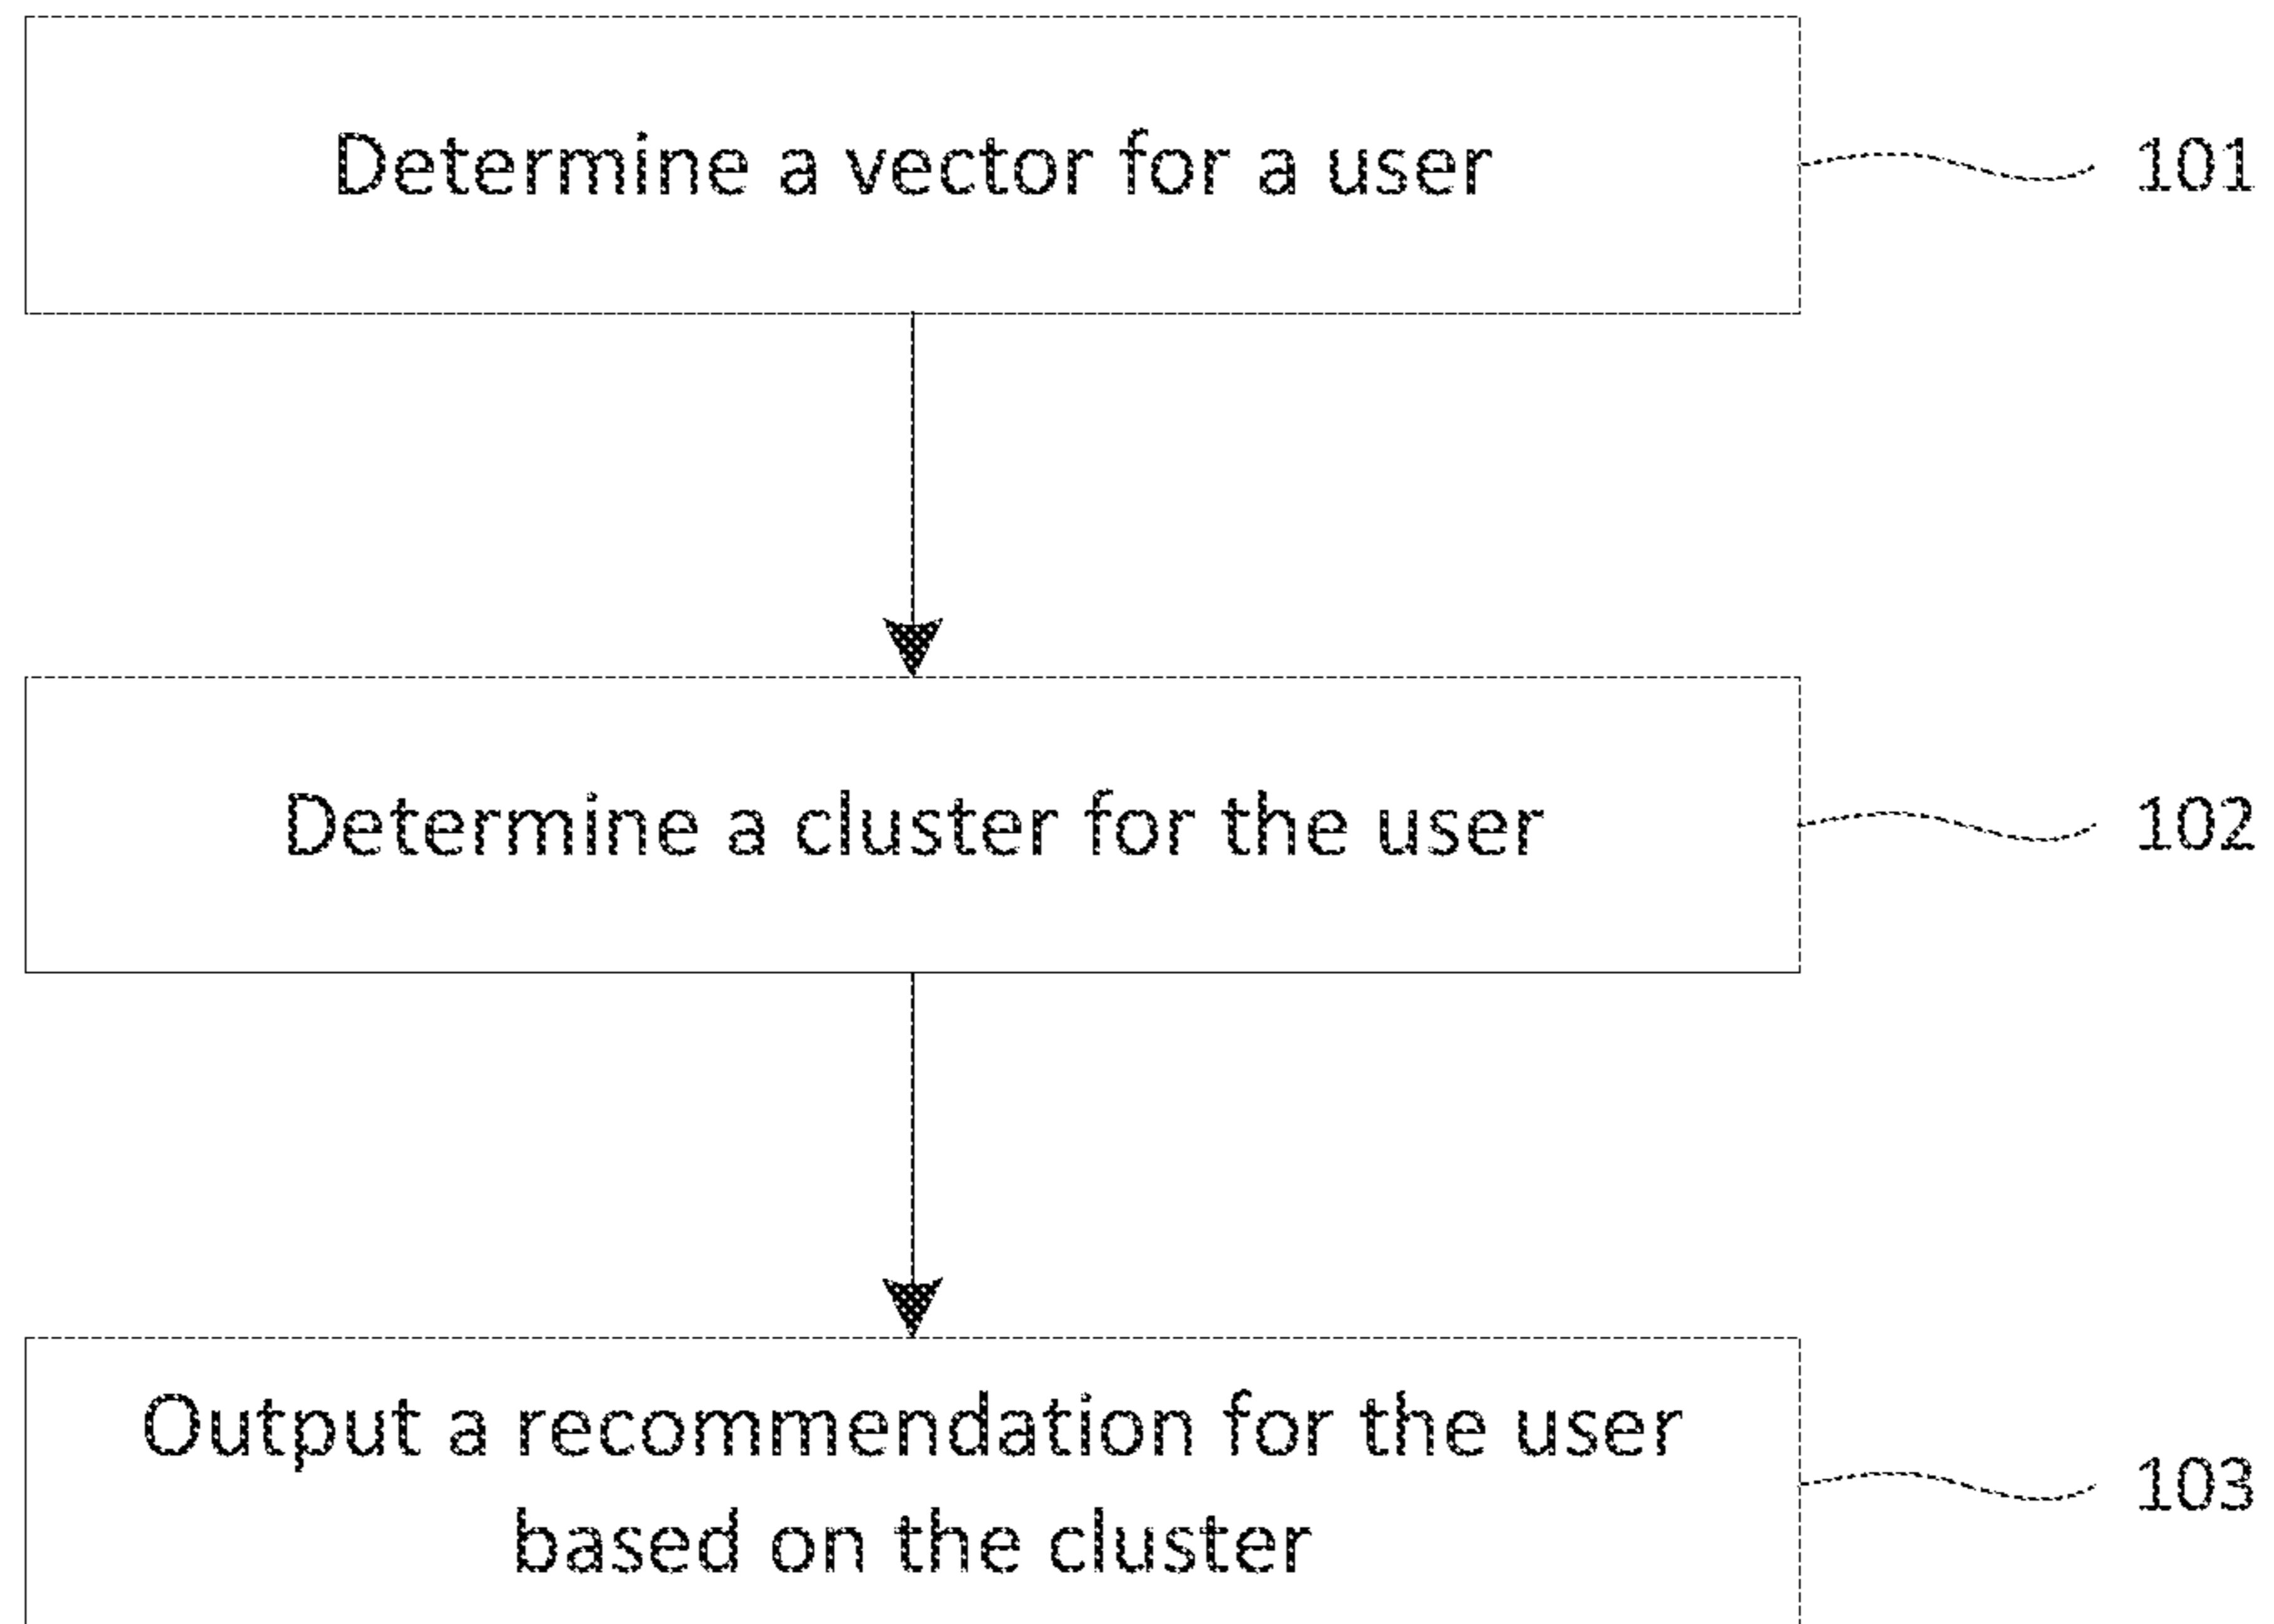 Determine a vector for a user
101
Determine a cluster for the user
102
Output a recommendation for the user
based on the cluster
103